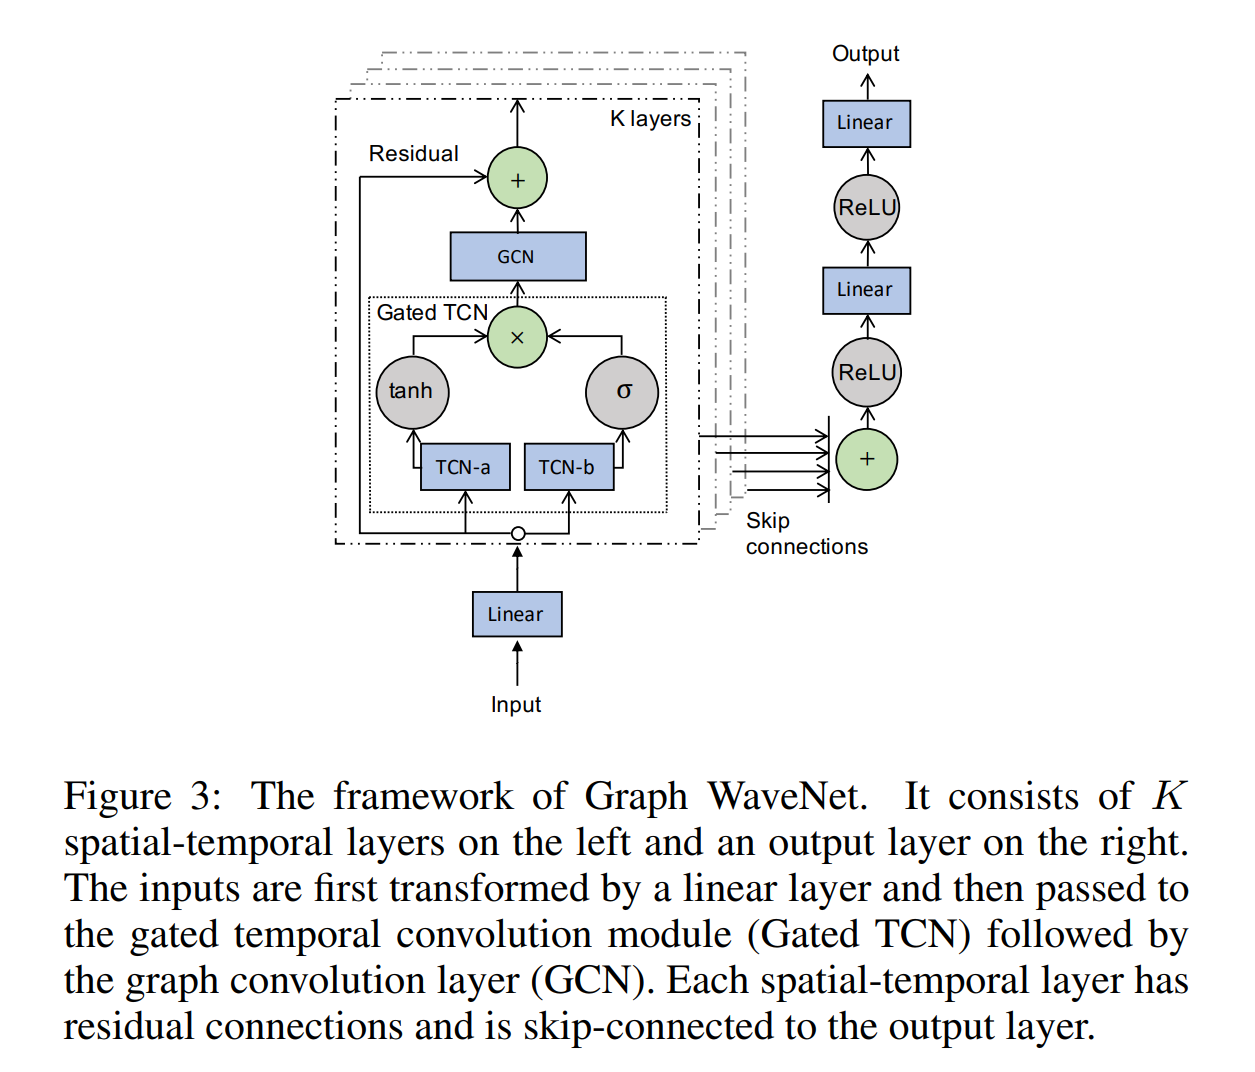 Output
Linear
ReLU
Linear
ReLU
+
Skip
connections
K layers
Residual
+
GCN
Gated TCN
×
tanh
σ
TCN-a
TCN-b
Linear
Input
Figure 3: The framework of Graph WaveNet. It consists of K
spatial-temporal layers on the left and an output layer on the right.
The inputs are first transformed by a linear layer and then passed to
the gated temporal convolution module (Gated TCN) followed by
the graph convolution layer (GCN). Each spatial-temporal layer has
residual connections and is skip-connected to the output layer.